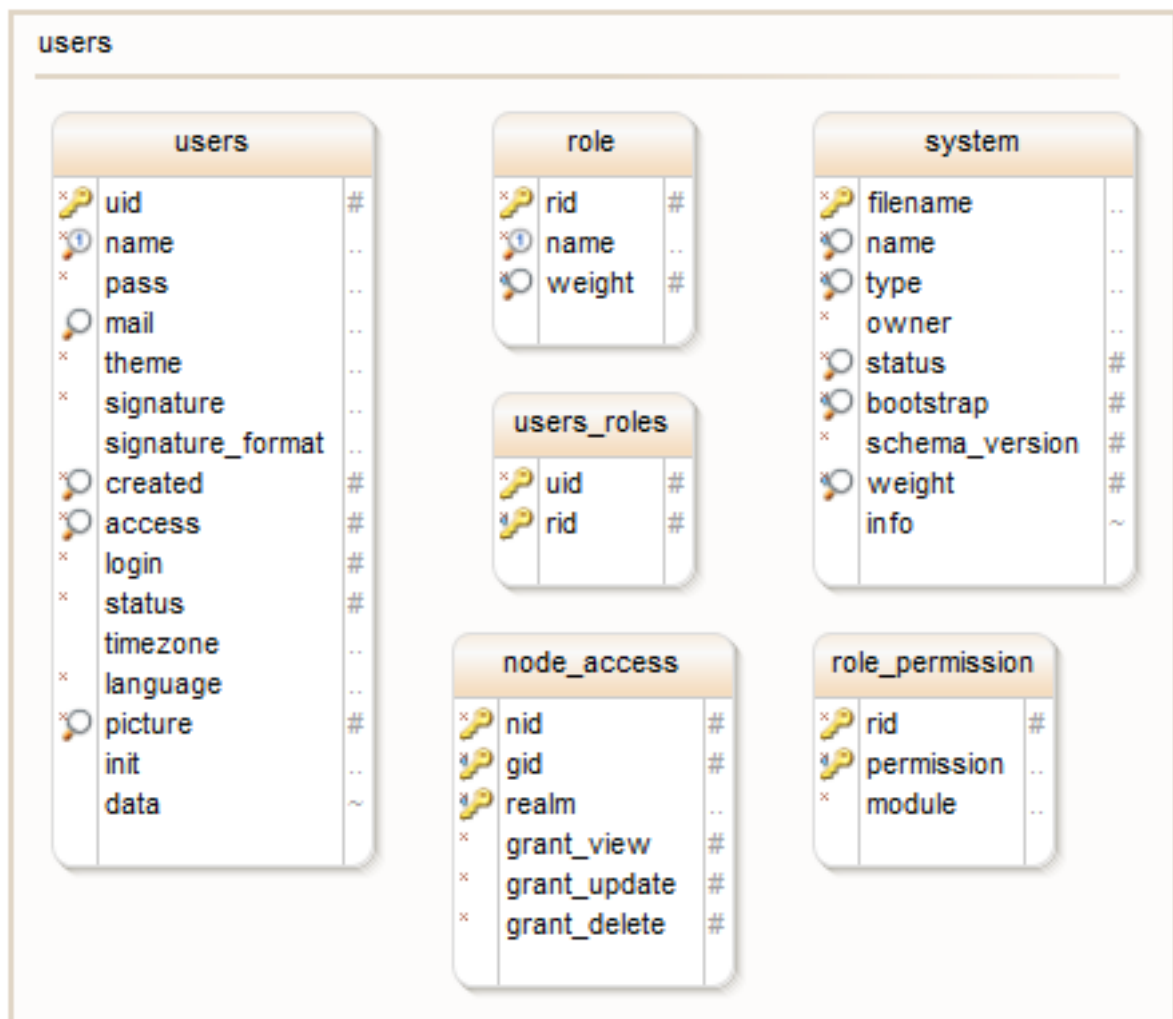 users
users
uid #
name ..
pass ..
mail ..
theme ..
signature ..
signature_format ..
created #
access #
login #
status #
timezone ..
language ..
picture #
init ..
data ~
role
rid #
name ..
weight #
users_roles
uid #
rid #
system
filename ..
name ..
type ..
owner ..
status #
bootstrap #
schema_version #
weight #
info ~
node_access
nid #
gid #
realm ..
grant_view #
grant_update #
grant_delete #
role_permission
rid #
permission ..
module ..